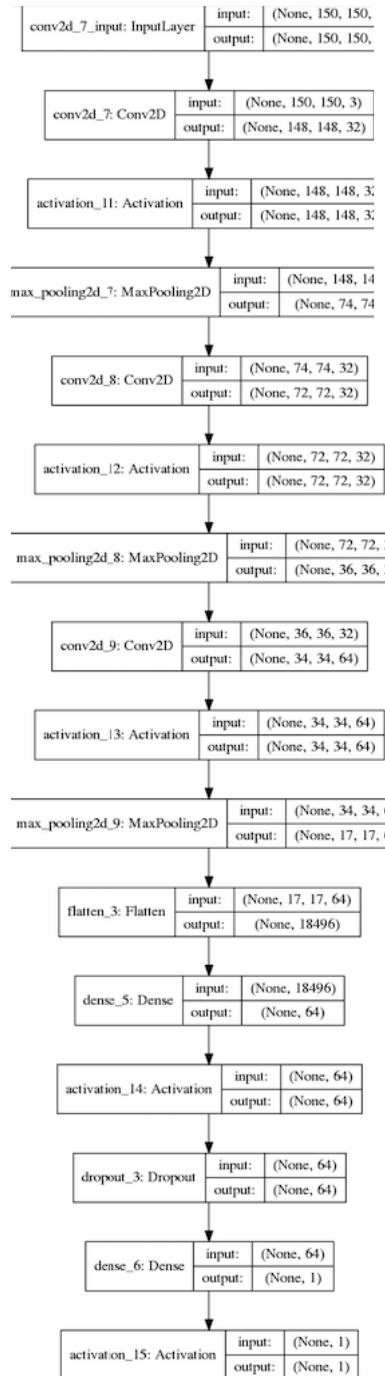 conv2d_7_input: InputLayer
input: (None, 150, 150,
output: (None, 150, 150,
conv2d_7: Conv2D
input: (None, 150, 150, 3)
output: (None, 148, 148, 32)
activation_11: Activation
input: (None, 148, 148, 32
output: (None, 148, 148, 32
max_pooling2d_7: MaxPooling2D
input: (None, 148, 14
output: (None, 74, 74
conv2d_8: Conv2D
input: (None, 74, 74, 32)
output: (None, 72, 72, 32)
activation_12: Activation
input: (None, 72, 72, 32)
output: (None, 72, 72, 32)
max_pooling2d_8: MaxPooling2D
input: (None, 72, 72,
output: (None, 36, 36,
conv2d_9: Conv2D
input: (None, 36, 36, 32)
output: (None, 34, 34, 64)
activation_13: Activation
input: (None, 34, 34, 64)
output: (None, 34, 34, 64)
max_pooling2d_9: MaxPooling2D
input: (None, 34, 34,
output: (None, 17, 17,
flatten_3: Flatten
input: (None, 17, 17, 64)
output: (None, 18496)
dense_5: Dense
input: (None, 18496)
output: (None, 64)
activation_14: Activation
input: (None, 64)
output: (None, 64)
dropout_3: Dropout
input: (None, 64)
output: (None, 64)
dense_6: Dense
input: (None, 64)
output: (None, 1)
activation_15: Activation
input: (None, 1)
output: (None, 1)